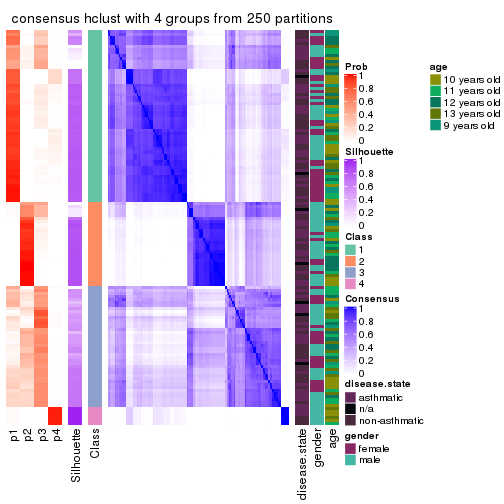 consensus hclust with 4 groups from 250 partitions
Prob
1
0.8
0.6
0.4
0.2
0
Silhouette
1
0.8
0.6
0.4
0.2
0
Class
1
2
3
4
Consensus
1
0.8
0.6
0.4
0.2
0
disease.state
asthmatic
n/a
non-asthmatic
gender
female
male
age
10 years old
11 years old
12 years old
13 years old
9 years old
p1
p2
p3
p4
Silhouette
Class
disease.state
gender
age